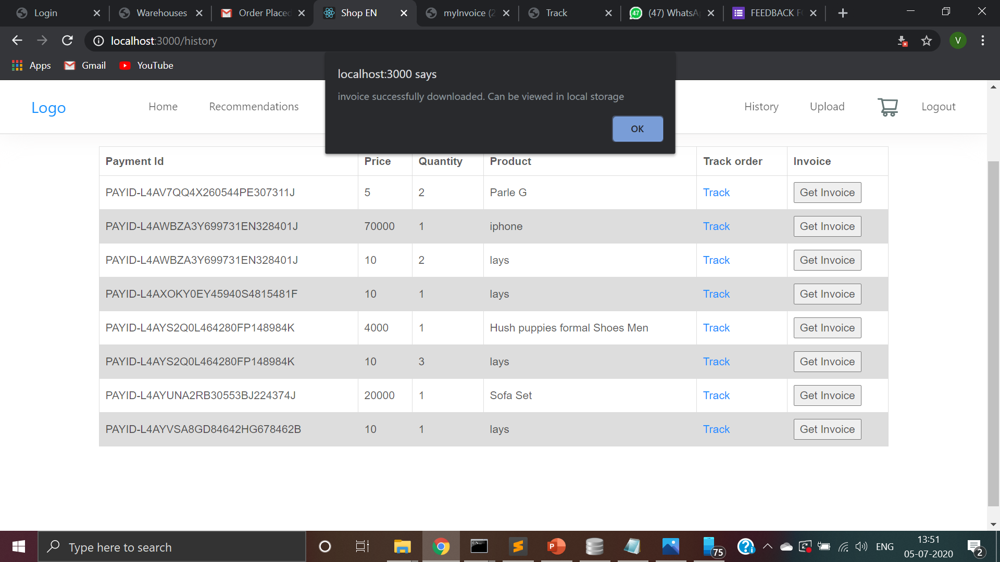 Login Warehouses Order Placed Shop EN myInvoice (2 Track (47) WhatsA FEEDBACK F
localhost:3000/history V
Apps Gmail YouTube
localhost:3000 says
invoice successfully downloaded. Can be viewed in local storage
OK
Logo Home Recommendations History Upload Logout
Payment Id Price Quantity Product Track order Invoice
PAYID-L4AV7QQ4X260544PE307311J 5 2 Parle G Track Get Invoice
PAYID-L4AWBZA3Y699731EN328401J 70000 1 iphone Track Get Invoice
PAYID-L4AWBZA3Y699731EN328401J 10 2 lays Track Get Invoice
PAYID-L4AXOKY0EY45940S4815481F 10 1 lays Track Get Invoice
PAYID-L4AYS2Q0L464280FP148984K 4000 1 Hush puppies formal Shoes Men Track Get Invoice
PAYID-L4AYS2Q0L464280FP148984K 10 3 lays Track Get Invoice
PAYID-L4AYUNA2RB30553BJ224374J 20000 1 Sofa Set Track Get Invoice
PAYID-L4AYVSA8GD84642HG678462B 10 1 lays Track Get Invoice
Type here to search 75 ENG 13:51
05-07-2020 2